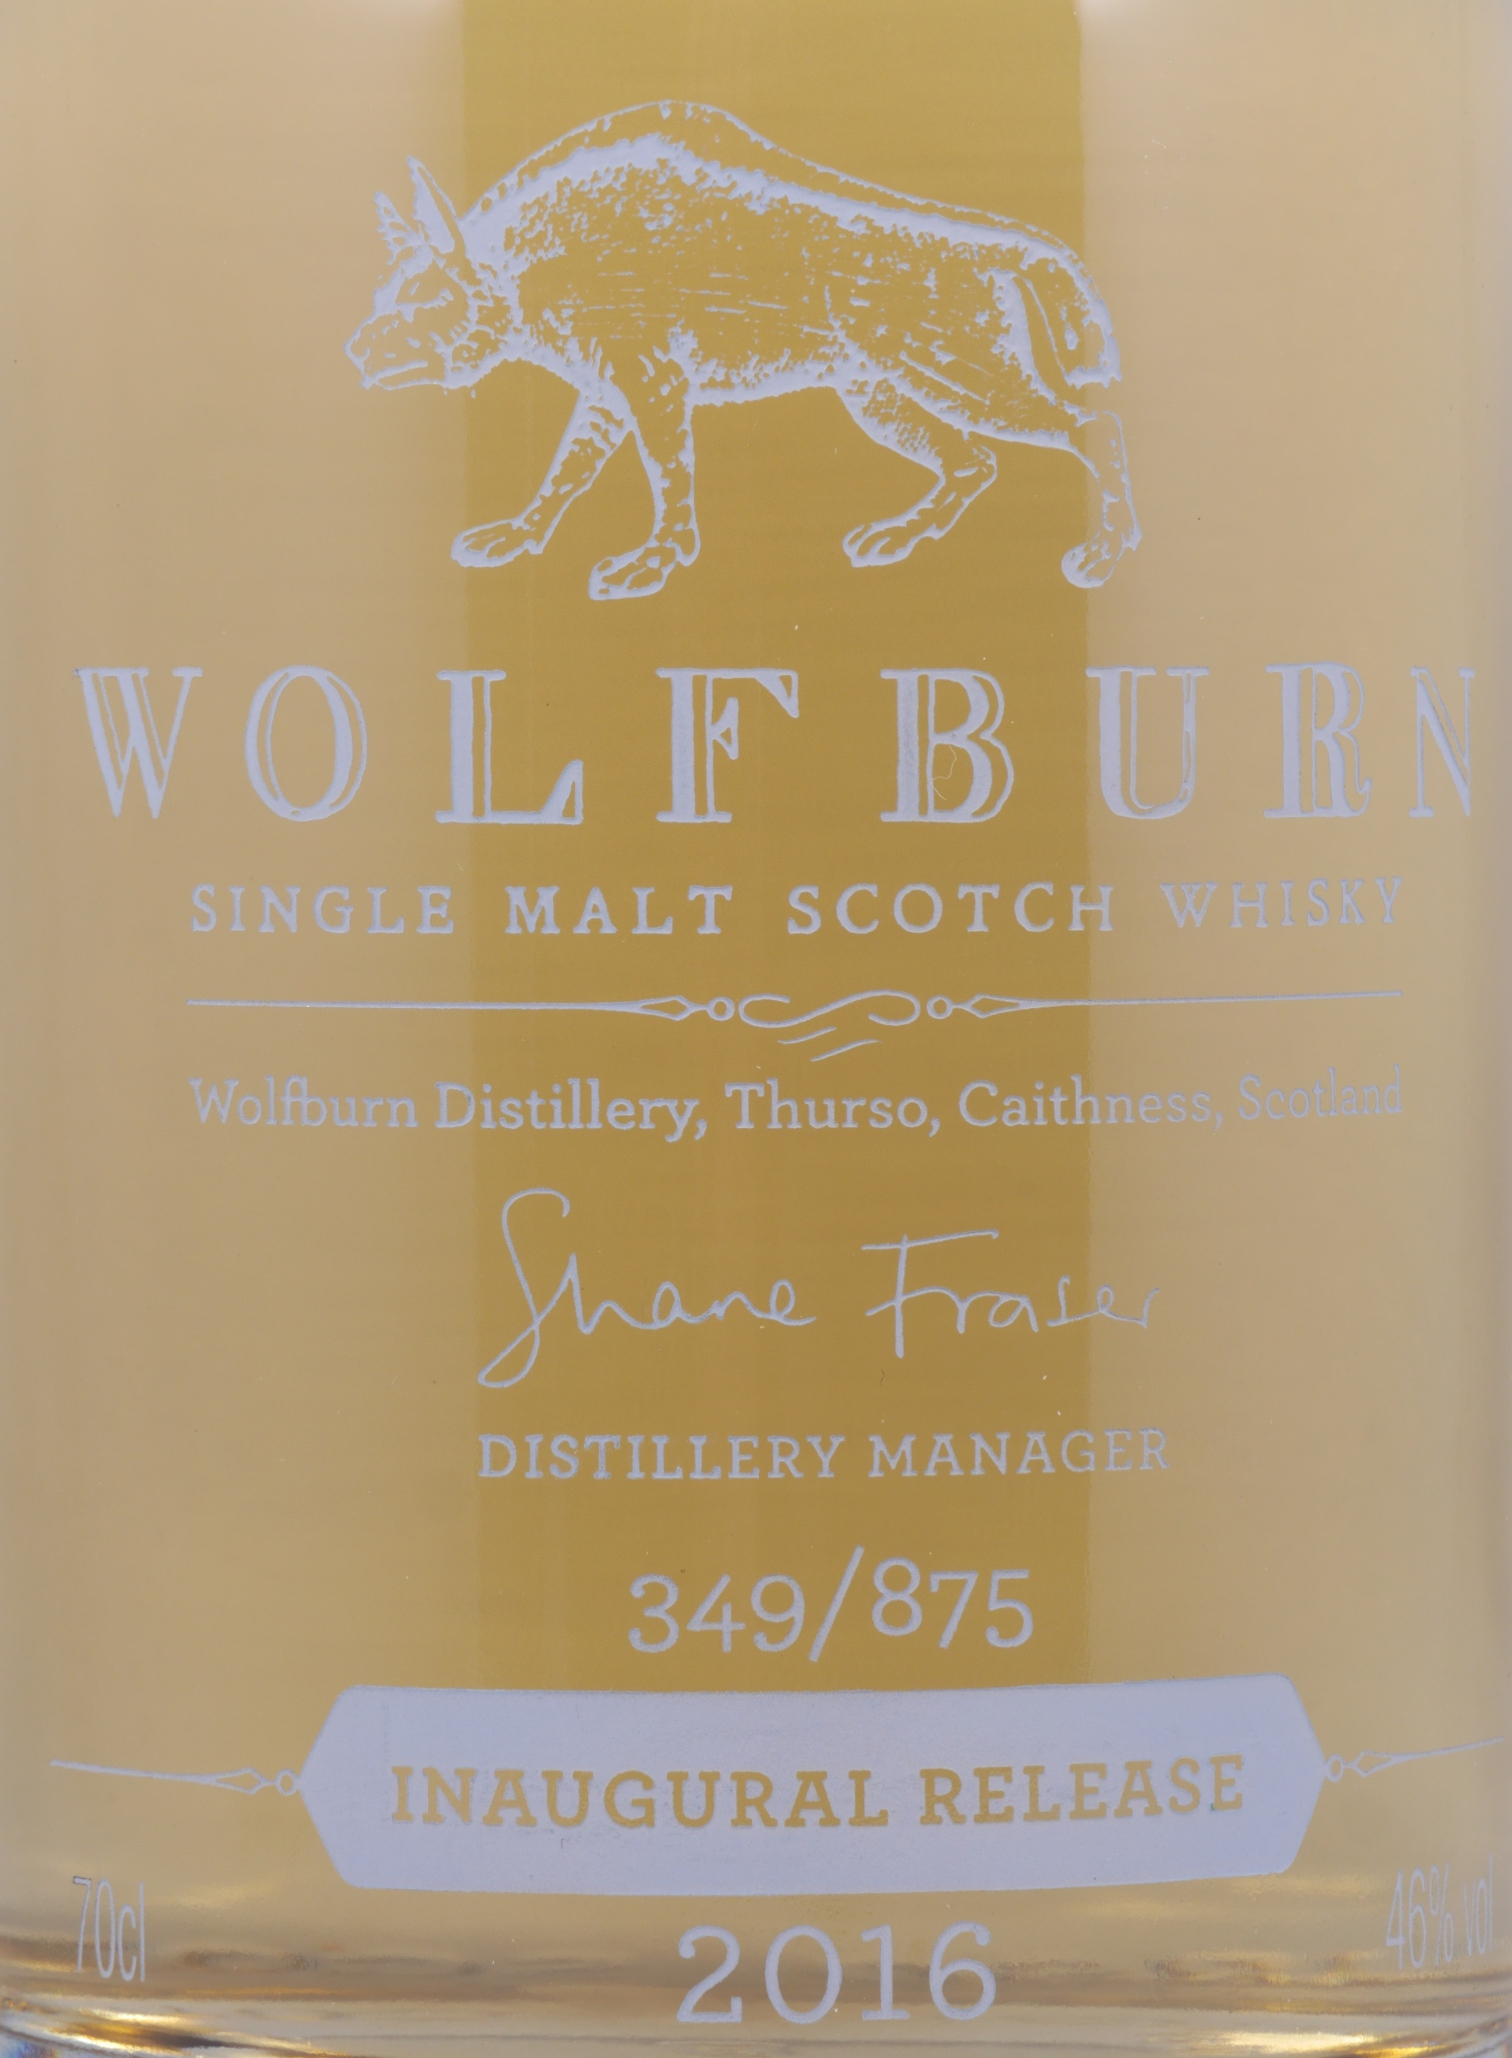 WOLFBURN
SINGLE MALT SCOTCH WHISKY
Wolfburn Distillery, Thurso, Caithness, Scotland
Shane Fraser
DISTILLERY MANAGER
349/875
INAUGURAL RELEASE
70cl
46% vol
2016